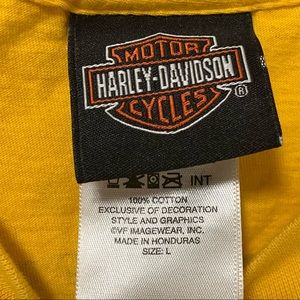 MOTOR
HARLEY-DAVIDSON
CYCLES
®
INT
100% COTTON
EXCLUSIVE OF DECORATION
STYLE AND GRAPHICS
©VF IMAGEWEAR, INC.
MADE IN HONDURAS
SIZE: L